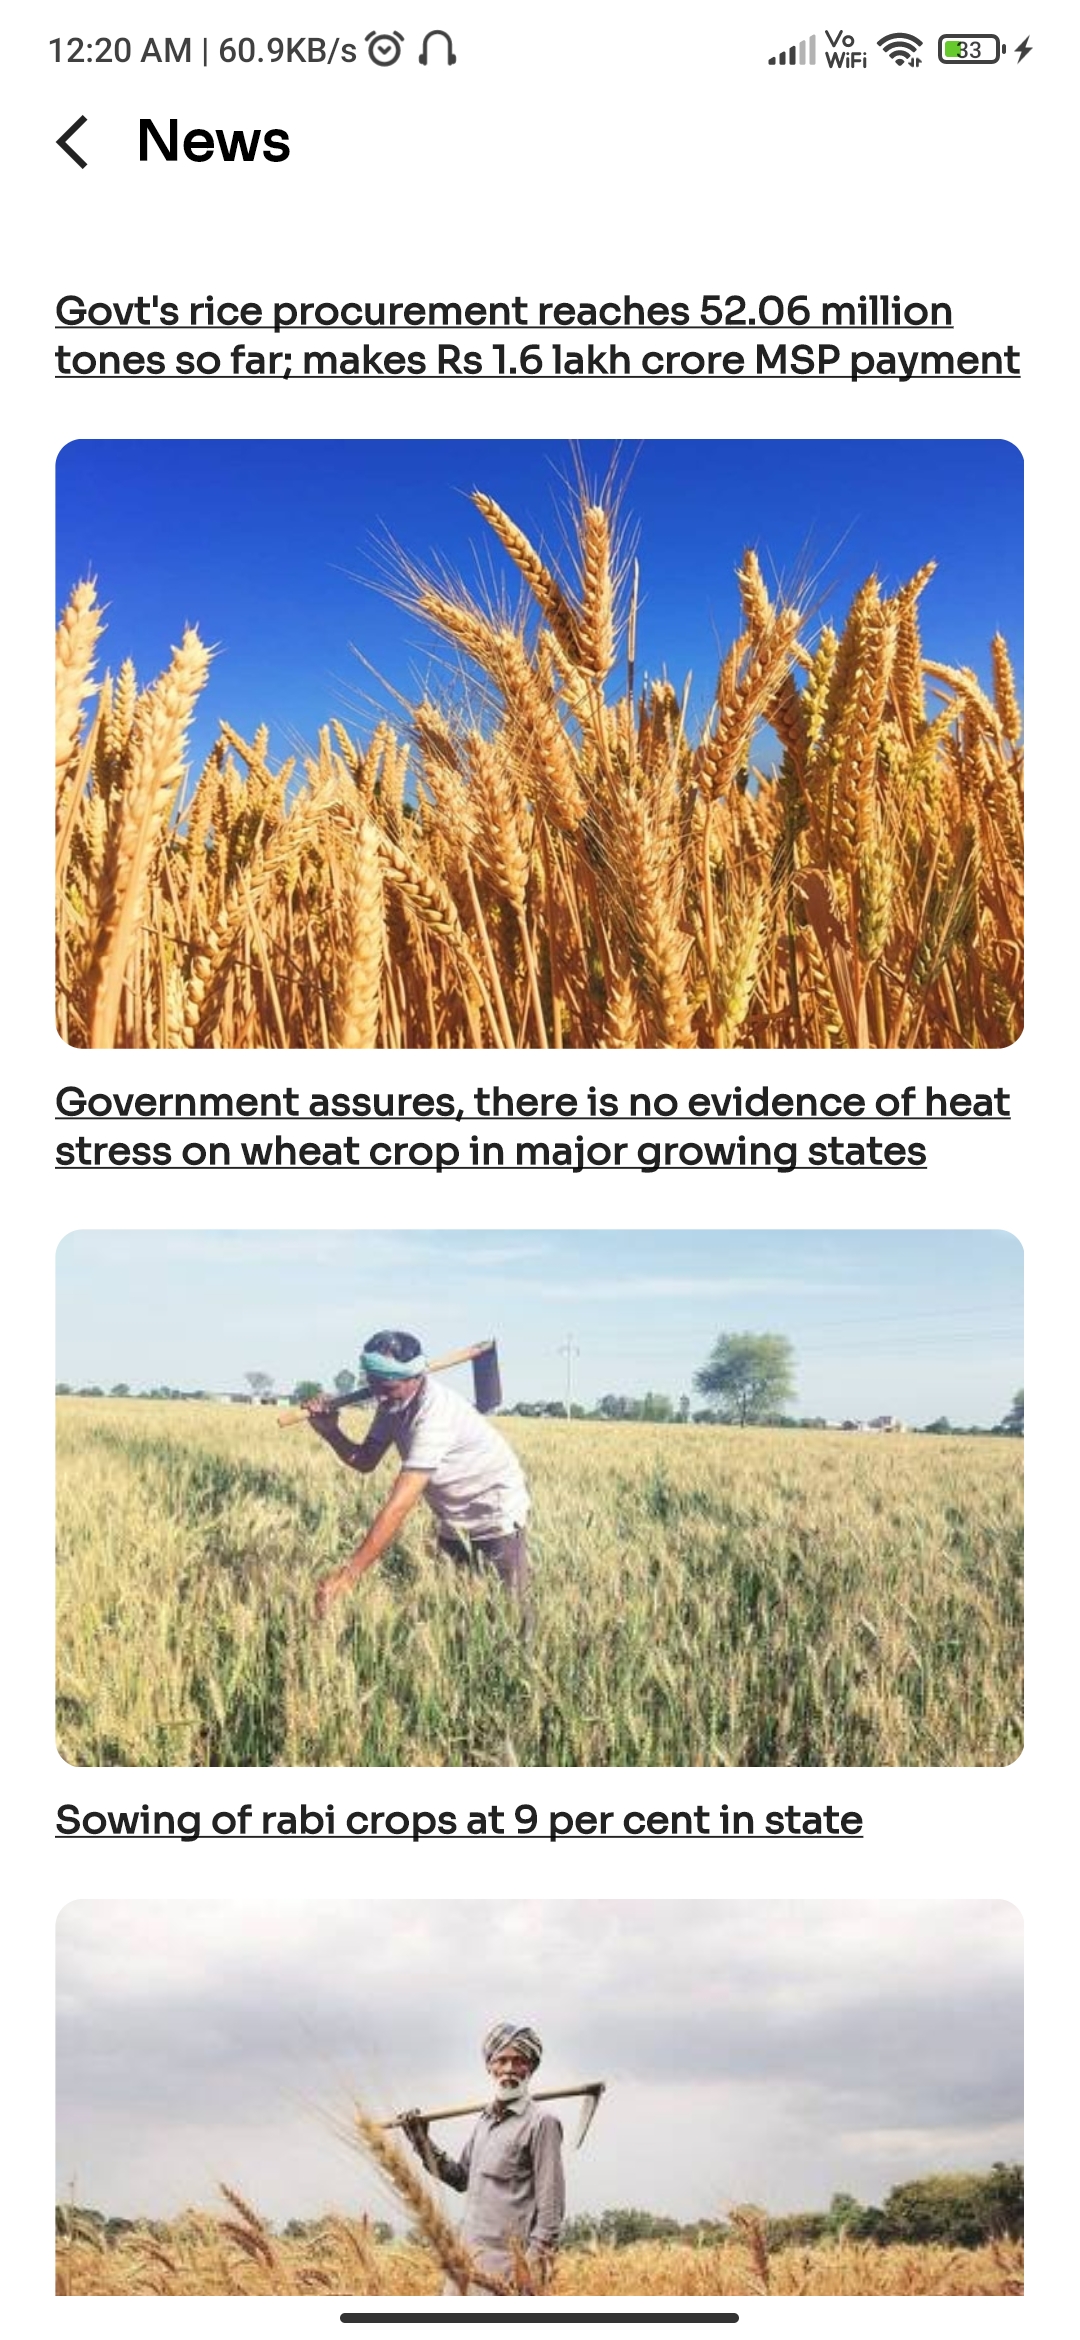 12:20 AM | 60.9KB/s Vo WiFi 33
News
Govt's rice procurement reaches 52.06 million
tones so far; makes Rs 1.6 lakh crore MSP payment
Government assures, there is no evidence of heat
stress on wheat crop in major growing states
Sowing of rabi crops at 9 per cent in state